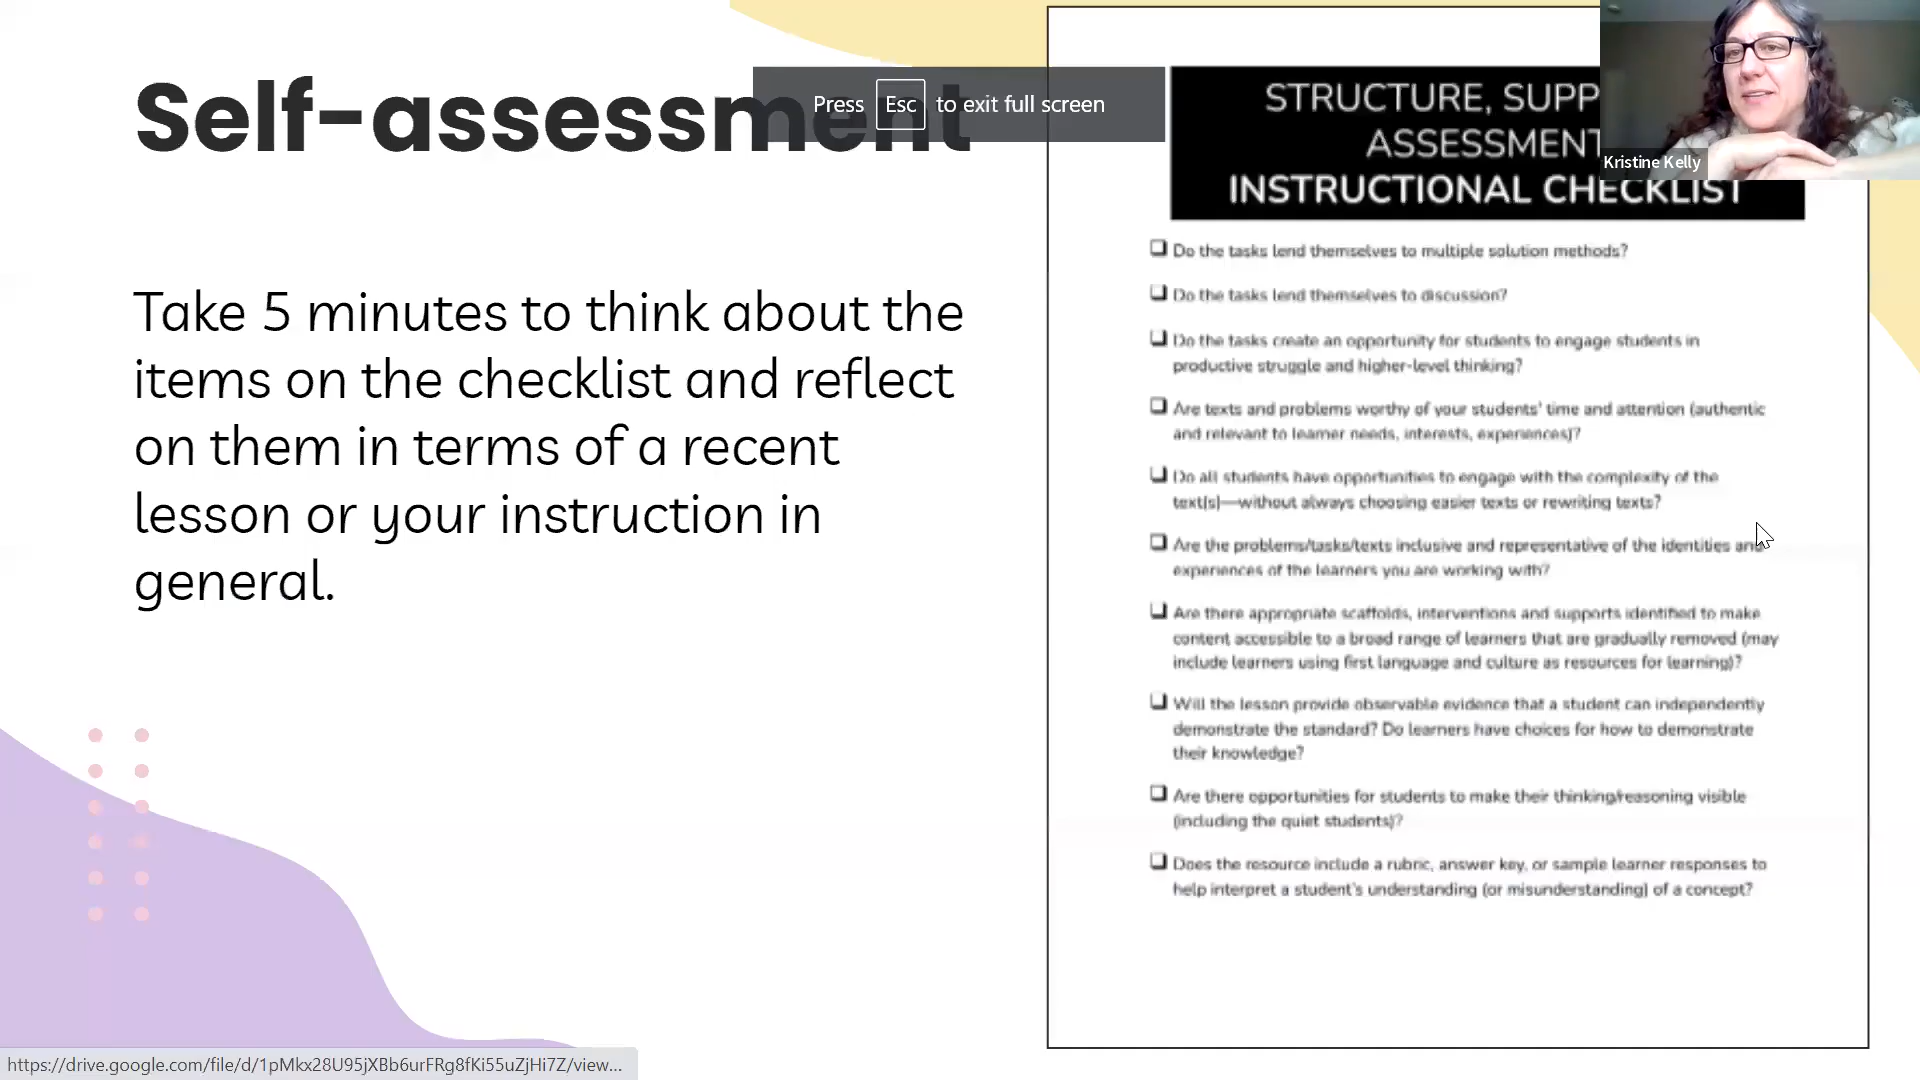 Self-assessment
Press Esc to exit full screen
Take 5 minutes to think about the
items on the checklist and reflect
on them in terms of a recent
lesson or your instruction in
general.
STRUCTURE, SUPP
ASSESSMENT
INSTRUCTIONAL CHECKLIST
Kristine Kelly
Do the tasks lend themselves to multiple solution methods?
Do the tasks lend themselves to discussion?
Do the tasks create an opportunity for students to engage students in
productive struggle and higher-level thinking?
Are texts and problems worthy of your students' time and attention (authentic
and relevant to learner needs, interests, experiences)?
Do all students have opportunities to engage with the complexity of the
text(s)—without always choosing easier texts or rewriting texts?
Are the problems/tasks/texts inclusive and representative of the identities and
experiences of the learners you are working with?
Are there appropriate scaffolds, interventions and supports identified to make
content accessible to a broad range of learners that are gradually removed (may
include learners using first language and culture as resources for learning)?
Will the lesson provide observable evidence that a student can independently
demonstrate the standard? Do learners have choices for how to demonstrate
their knowledge?
Are there opportunities for students to make their thinking/reasoning visible
(including the quiet students)?
Does the resource include a rubric, answer key, or sample learner responses to
help interpret a student's understanding (or misunderstanding) of a concept?
https://drive.google.com/file/d/1pMkx28U95jXBb6urFRg8fKi55uZjHi7Z/view...